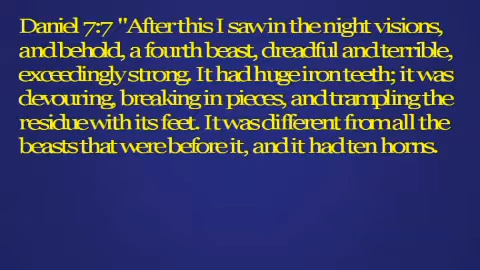 Daniel 7:7 "After this I saw in the night visions,
and behold, a fourth beast, dreadful and terrible,
exceedingly strong. It had huge iron teeth; it was
devouring, breaking in pieces, and trampling the
residue with its feet. It was different from all the
beasts that were before it, and it had ten horns.